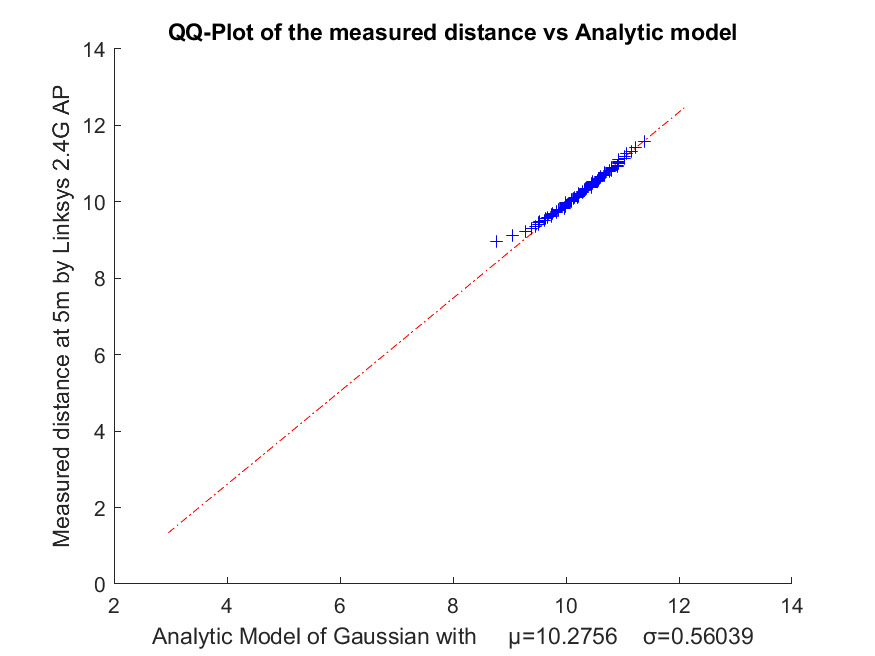 QQ-Plot of the measured distance vs Analytic model
14
12
10
8
6
4
2
0
Measured distance at 5m by Linksys 2.4G AP
2 4 6 8 10 12 14
Analytic Model of Gaussian with μ=10.2756 σ=0.56039